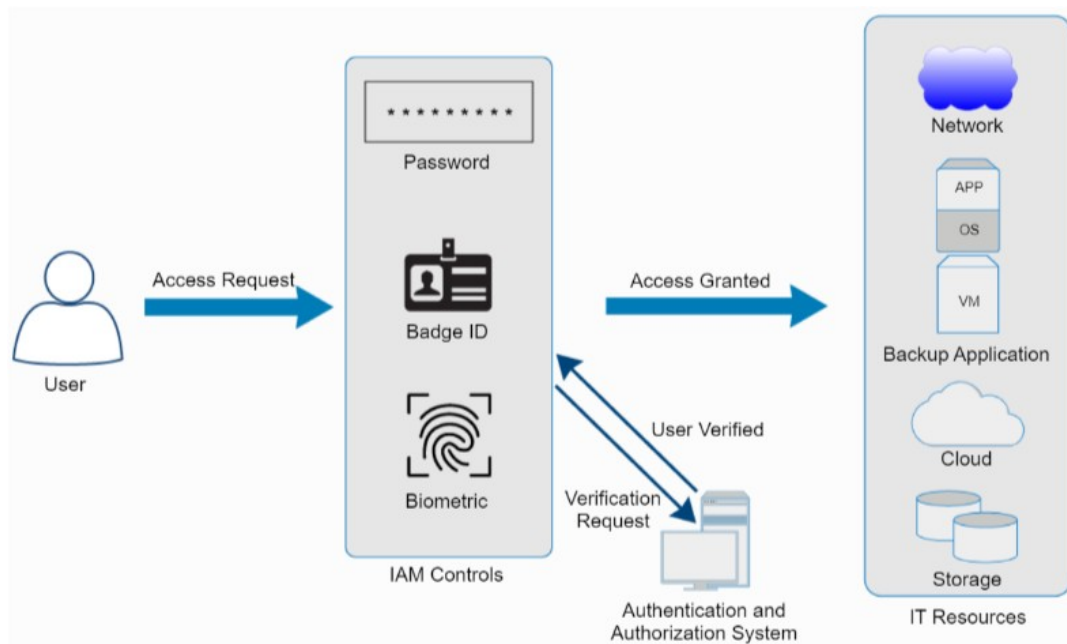 * * * * * * * * *
Password
Badge ID
Biometric
IAM Controls
User
Access Request
Access Granted
User Verified
Verification
Request
Authentication and
Authorization System
Network
APP
OS
VM
Backup Application
Cloud
Storage
IT Resources